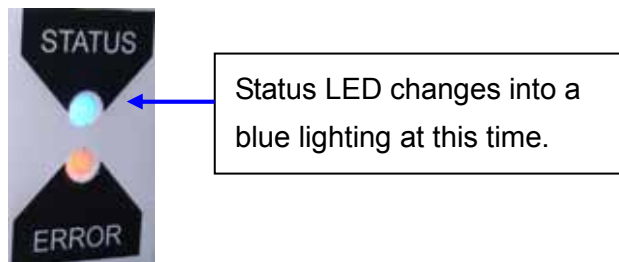 STATUS
Status LED changes into a
blue lighting at this time.
ERROR